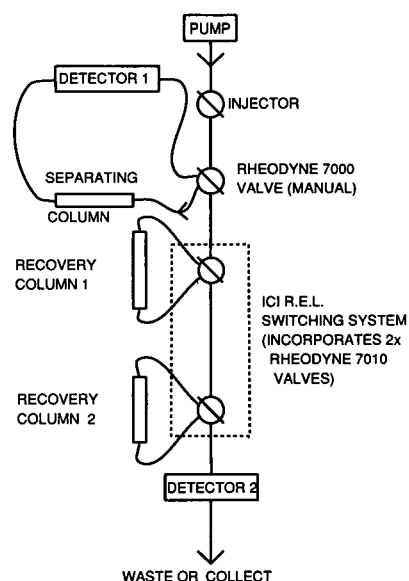 PUMP
DETECTOR 1
INJECTOR
SEPARATING
COLUMN
RHEODYNE 7000
VALVE (MANUAL)
RECOVERY
COLUMN 1
ICI R.E.L.
SWITCHING SYSTEM
(INCORPORATES 2x
RHEODYNE 7010
VALVES)
RECOVERY
COLUMN 2
DETECTOR 2
WASTE OR COLLECT